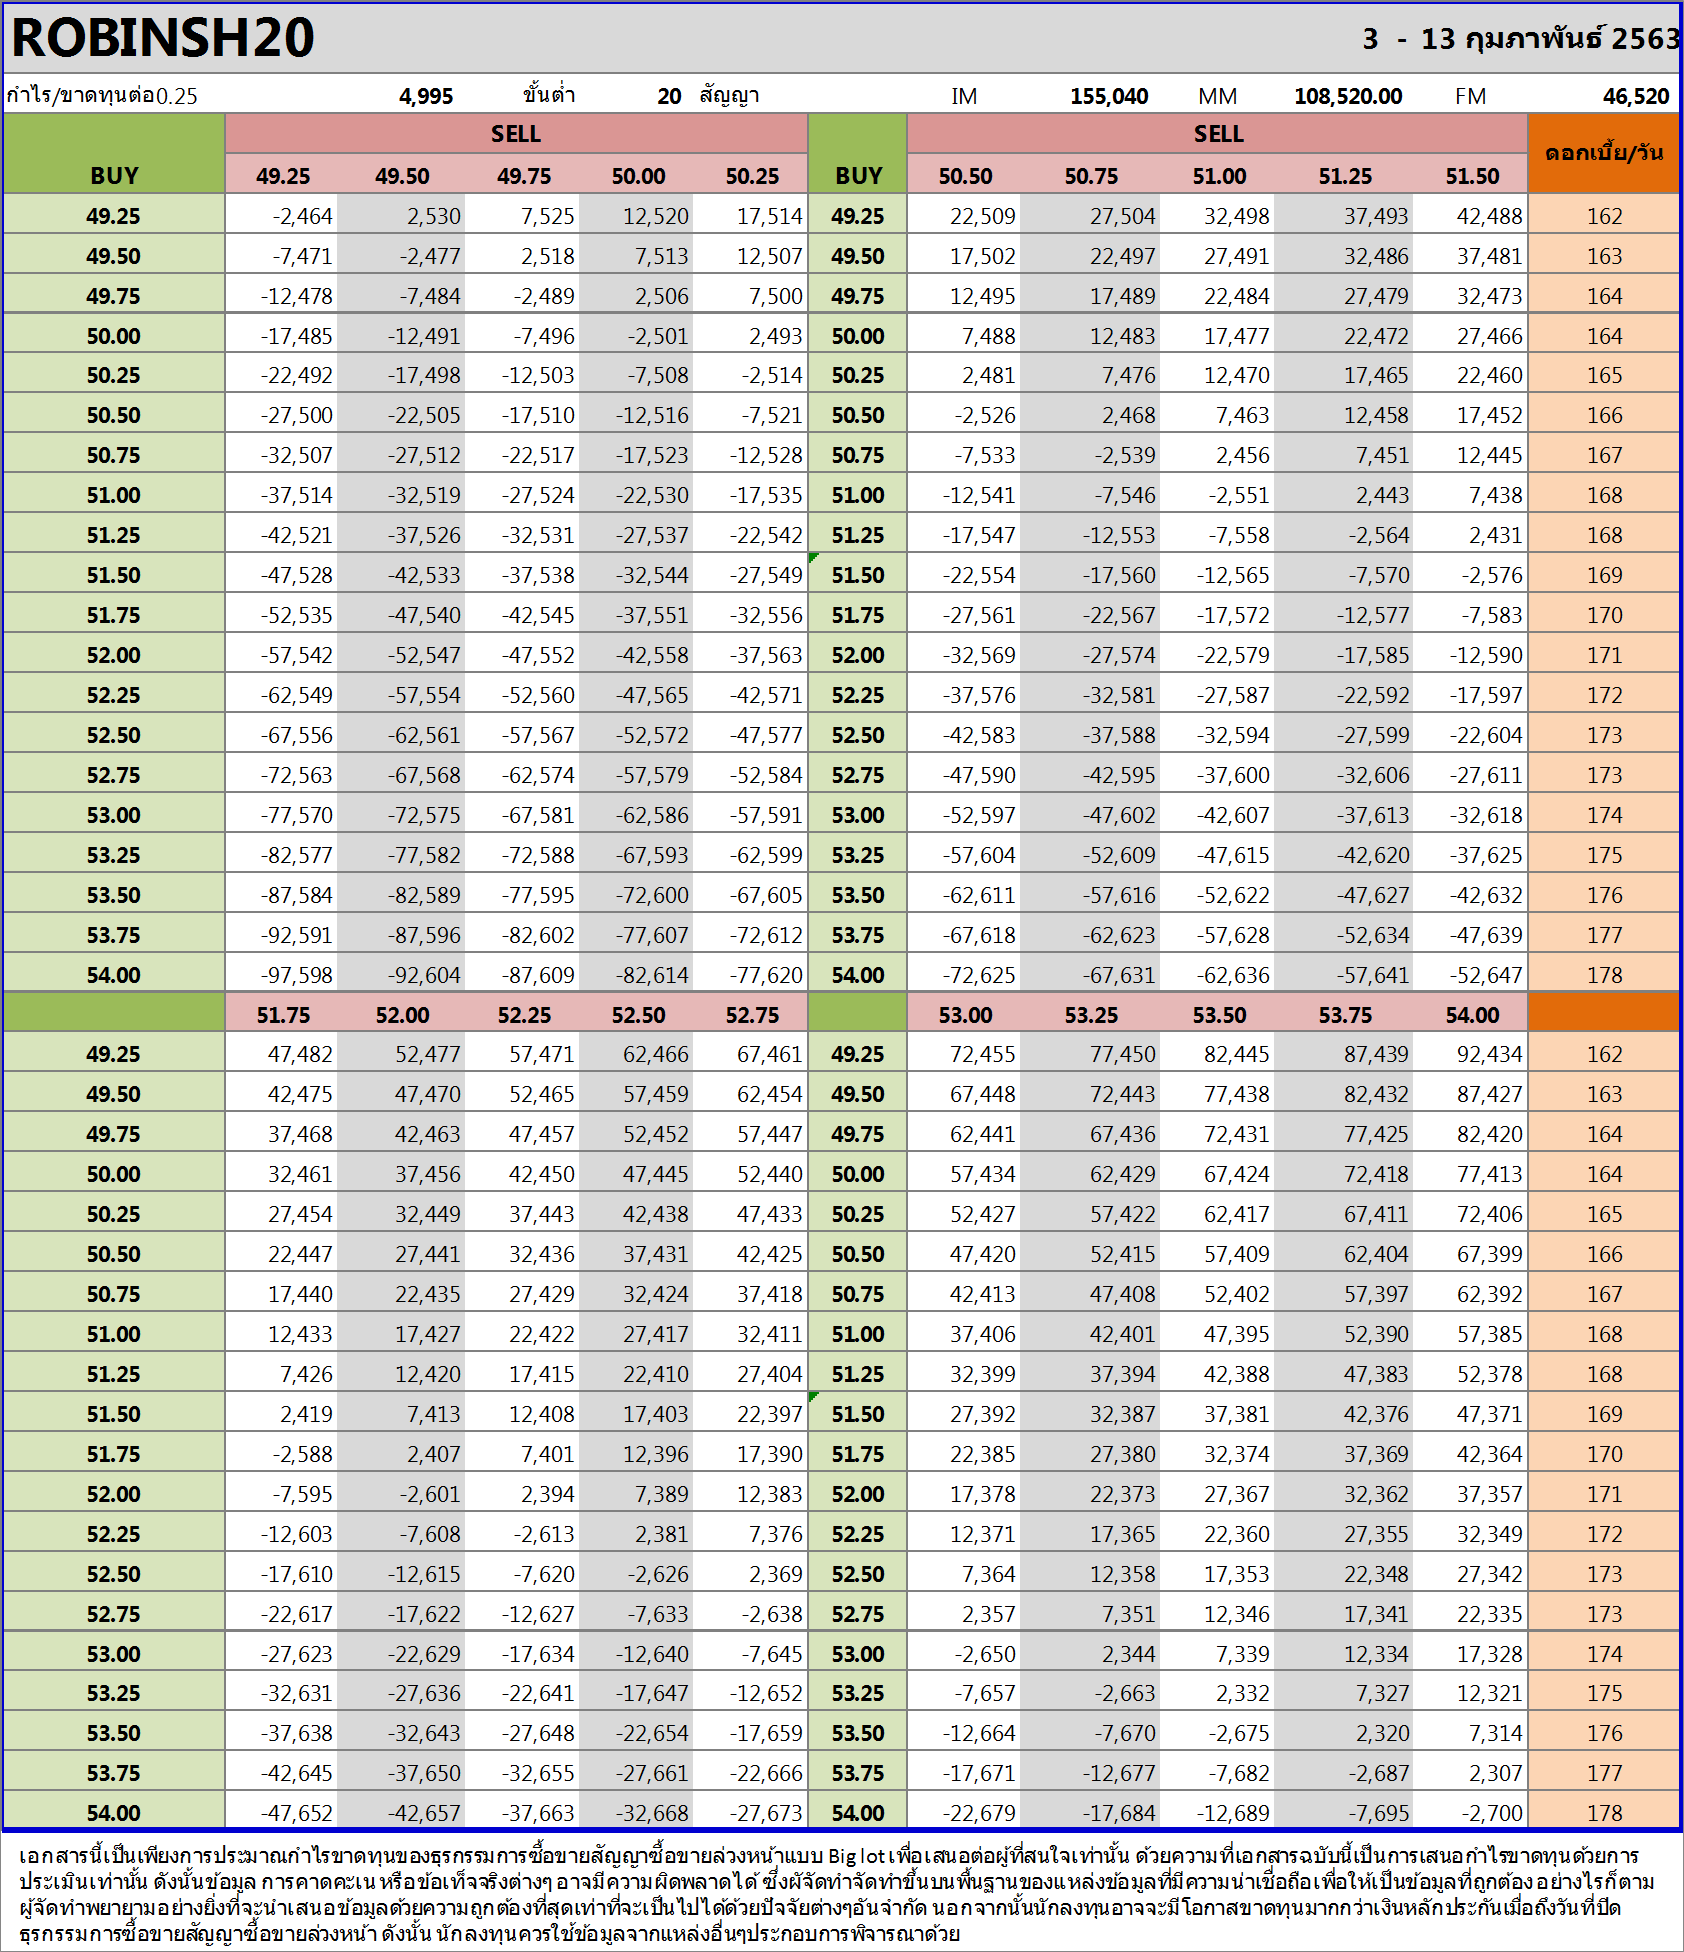 ROBINSH20 3 - 13 กุมภาพันธ์ 2563
กำไร/ขาดทุนต่อ0.25 4,995 ขั้นต่ำ 20 สัญญา IM 155,040 MM 108,520.00 FM 46,520
SELL SELL
BUY 49.25 49.50 49.75 50.00 50.25 BUY 50.50 50.75 51.00 51.25 51.50 ดอกเบี้ย/วัน
49.25 -2,464 2,530 7,525 12,520 17,514 49.25 22,509 27,504 32,498 37,493 42,488 162
49.50 -7,471 -2,477 2,518 7,513 12,507 49.50 17,502 22,497 27,491 32,486 37,481 163
49.75 -12,478 -7,484 -2,489 2,506 7,500 49.75 12,495 17,489 22,484 27,479 32,473 164
50.00 -17,485 -12,491 -7,496 -2,501 2,493 50.00 7,488 12,483 17,477 22,472 27,466 164
50.25 -22,492 -17,498 -12,503 -7,508 -2,514 50.25 2,481 7,476 12,470 17,465 22,460 165
50.50 -27,500 -22,505 -17,510 -12,516 -7,521 50.50 -2,526 2,468 7,463 12,458 17,452 166
50.75 -32,507 -27,512 -22,517 -17,523 -12,528 50.75 -7,533 -2,539 2,456 7,451 12,445 167
51.00 -37,514 -32,519 -27,524 -22,530 -17,535 51.00 -12,541 -7,546 -2,551 2,443 7,438 168
51.25 -42,521 -37,526 -32,531 -27,537 -22,542 51.25 -17,547 -12,553 -7,558 -2,564 2,431 168
51.50 -47,528 -42,533 -37,538 -32,544 -27,549 51.50 -22,554 -17,560 -12,565 -7,570 -2,576 169
51.75 -52,535 -47,540 -42,545 -37,551 -32,556 51.75 -27,561 -22,567 -17,572 -12,577 -7,583 170
52.00 -57,542 -52,547 -47,552 -42,558 -37,563 52.00 -32,569 -27,574 -22,579 -17,585 -12,590 171
52.25 -62,549 -57,554 -52,560 -47,565 -42,571 52.25 -37,576 -32,581 -27,587 -22,592 -17,597 172
52.50 -67,556 -62,561 -57,567 -52,572 -47,577 52.50 -42,583 -37,588 -32,594 -27,599 -22,604 173
52.75 -72,563 -67,568 -62,574 -57,579 -52,584 52.75 -47,590 -42,595 -37,600 -32,606 -27,611 173
53.00 -77,570 -72,575 -67,581 -62,586 -57,591 53.00 -52,597 -47,602 -42,607 -37,613 -32,618 174
53.25 -82,577 -77,582 -72,588 -67,593 -62,599 53.25 -57,604 -52,609 -47,615 -42,620 -37,625 175
53.50 -87,584 -82,589 -77,595 -72,600 -67,605 53.50 -62,611 -57,616 -52,622 -47,627 -42,632 176
53.75 -92,591 -87,596 -82,602 -77,607 -72,612 53.75 -67,618 -62,623 -57,628 -52,634 -47,639 177
54.00 -97,598 -92,604 -87,609 -82,614 -77,620 54.00 -72,625 -67,631 -62,636 -57,641 -52,647 178
51.75 52.00 52.25 52.50 52.75 53.00 53.25 53.50 53.75 54.00
49.25 47,482 52,477 57,471 62,466 67,461 49.25 72,455 77,450 82,445 87,439 92,434 162
49.50 42,475 47,470 52,465 57,459 62,454 49.50 67,448 72,443 77,438 82,432 87,427 163
49.75 37,468 42,463 47,457 52,452 57,447 49.75 62,441 67,436 72,431 77,425 82,420 164
50.00 32,461 37,456 42,450 47,445 52,440 50.00 57,434 62,429 67,424 72,418 77,413 164
50.25 27,454 32,449 37,443 42,438 47,433 50.25 52,427 57,422 62,417 67,411 72,406 165
50.50 22,447 27,441 32,436 37,431 42,425 50.50 47,420 52,415 57,409 62,404 67,399 166
50.75 17,440 22,435 27,429 32,424 37,418 50.75 42,413 47,408 52,402 57,397 62,392 167
51.00 12,433 17,427 22,422 27,417 32,411 51.00 37,406 42,401 47,395 52,390 57,385 168
51.25 7,426 12,420 17,415 22,410 27,404 51.25 32,399 37,394 42,388 47,383 52,378 168
51.50 2,419 7,413 12,408 17,403 22,397 51.50 27,392 32,387 37,381 42,376 47,371 169
51.75 -2,588 2,407 7,401 12,396 17,390 51.75 22,385 27,380 32,374 37,369 42,364 170
52.00 -7,595 -2,601 2,394 7,389 12,383 52.00 17,378 22,373 27,367 32,362 37,357 171
52.25 -12,603 -7,608 -2,613 2,381 7,376 52.25 12,371 17,365 22,360 27,355 32,349 172
52.50 -17,610 -12,615 -7,620 -2,626 2,369 52.50 7,364 12,358 17,353 22,348 27,342 173
52.75 -22,617 -17,622 -12,627 -7,633 -2,638 52.75 2,357 7,351 12,346 17,341 22,335 173
53.00 -27,623 -22,629 -17,634 -12,640 -7,645 53.00 -2,650 2,344 7,339 12,334 17,328 174
53.25 -32,631 -27,636 -22,641 -17,647 -12,652 53.25 -7,657 -2,663 2,332 7,327 12,321 175
53.50 -37,638 -32,643 -27,648 -22,654 -17,659 53.50 -12,664 -7,670 -2,675 2,320 7,314 176
53.75 -42,645 -37,650 -32,655 -27,661 -22,666 53.75 -17,671 -12,677 -7,682 -2,687 2,307 177
54.00 -47,652 -42,657 -37,663 -32,668 -27,673 54.00 -22,679 -17,684 -12,689 -7,695 -2,700 178
เอกสารนี้เป็นเพียงการประมาณกำไรขาดทุนของธุรกรรมการซื้อขายสัญญาซื้อขายล่วงหน้าแบบ Big lot เพื่อเสนอต่อผู้ที่สนใจเท่านั้น ด้วยความที่เอกสารฉบับนี้เป็นการเสนอกำไรขาดทุนด้วยการ
ประเมินเท่านั้น ดังนั้นข้อมูล การคาดคะเน หรือข้อเท็จจริงต่างๆ อาจมีความผิดพลาดได้ ซึ่งผู้จัดทำจัดทำขึ้นบนพื้นฐานของแหล่งข้อมูลที่มีความน่าเชื่อถือเพื่อให้เป็นข้อมูลที่ถูกต้อง อย่างไรก็ตาม
ผู้จัดทำพยายามอย่างยิ่งที่จะนำเสนอข้อมูลด้วยความถูกต้องที่สุดเท่าที่จะเป็นไปได้ด้วยปัจจัยต่างๆอันจำกัด นอกจากนั้นนักลงทุนอาจจะมีโอกาสขาดทุนมากกว่าเงินหลักประกันเมื่อถึงวันที่ปิด
ธุรกรรมการซื้อขายสัญญาซื้อขายล่วงหน้า ดังนั้น นักลงทุนควรใช้ข้อมูลจากแหล่งอื่นๆประกอบการพิจารณาด้วย